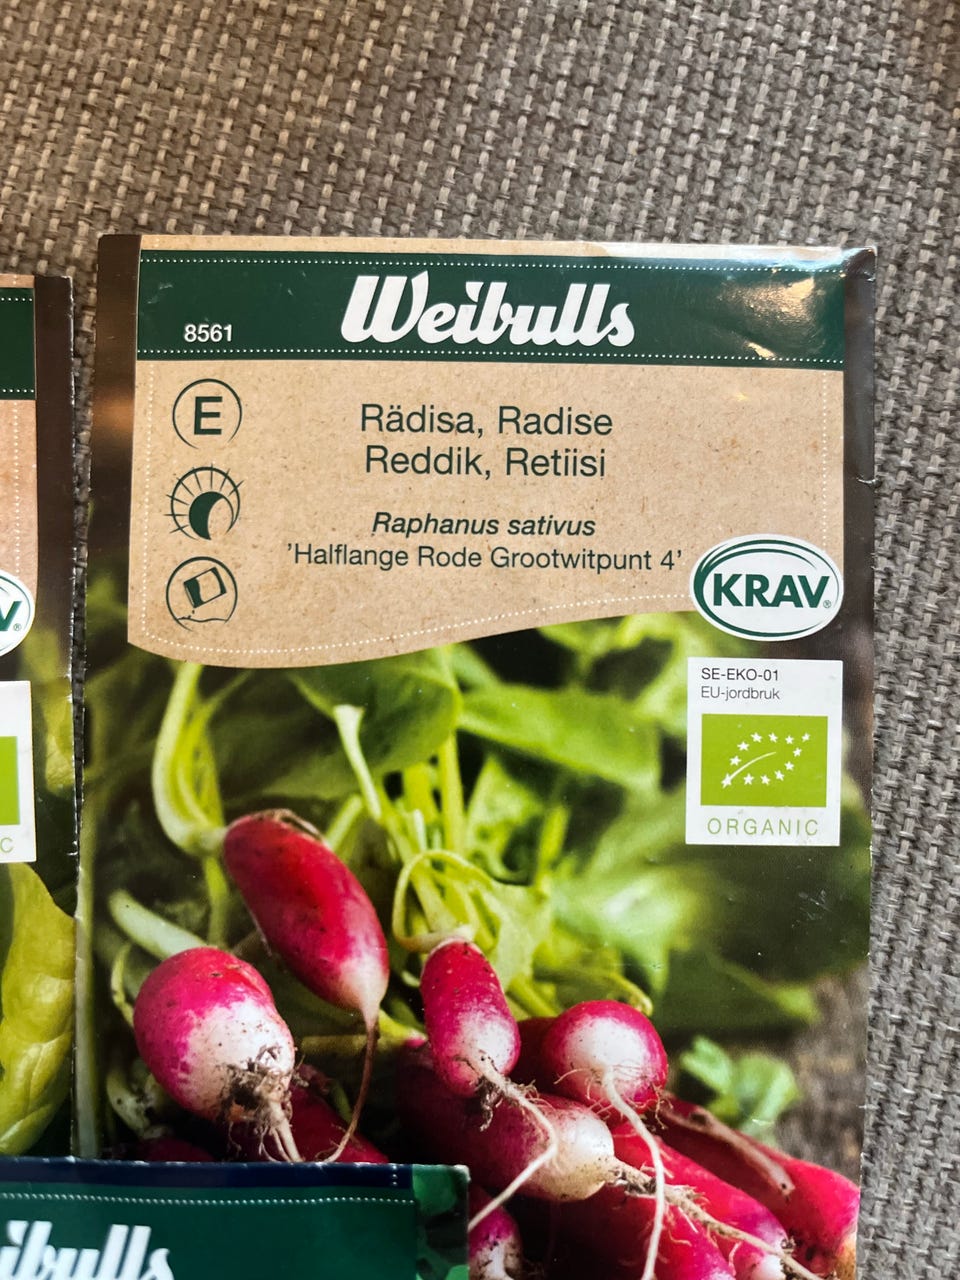 Weibulls
8561
E
Rädisa, Radise
Reddik, Retiisi
Raphanus sativus
'Halflange Rode Grootwitpunt 4'
KRAV®
SE-EKO-01
EU-jordbruk
ORGANIC
V®
C
ibulls